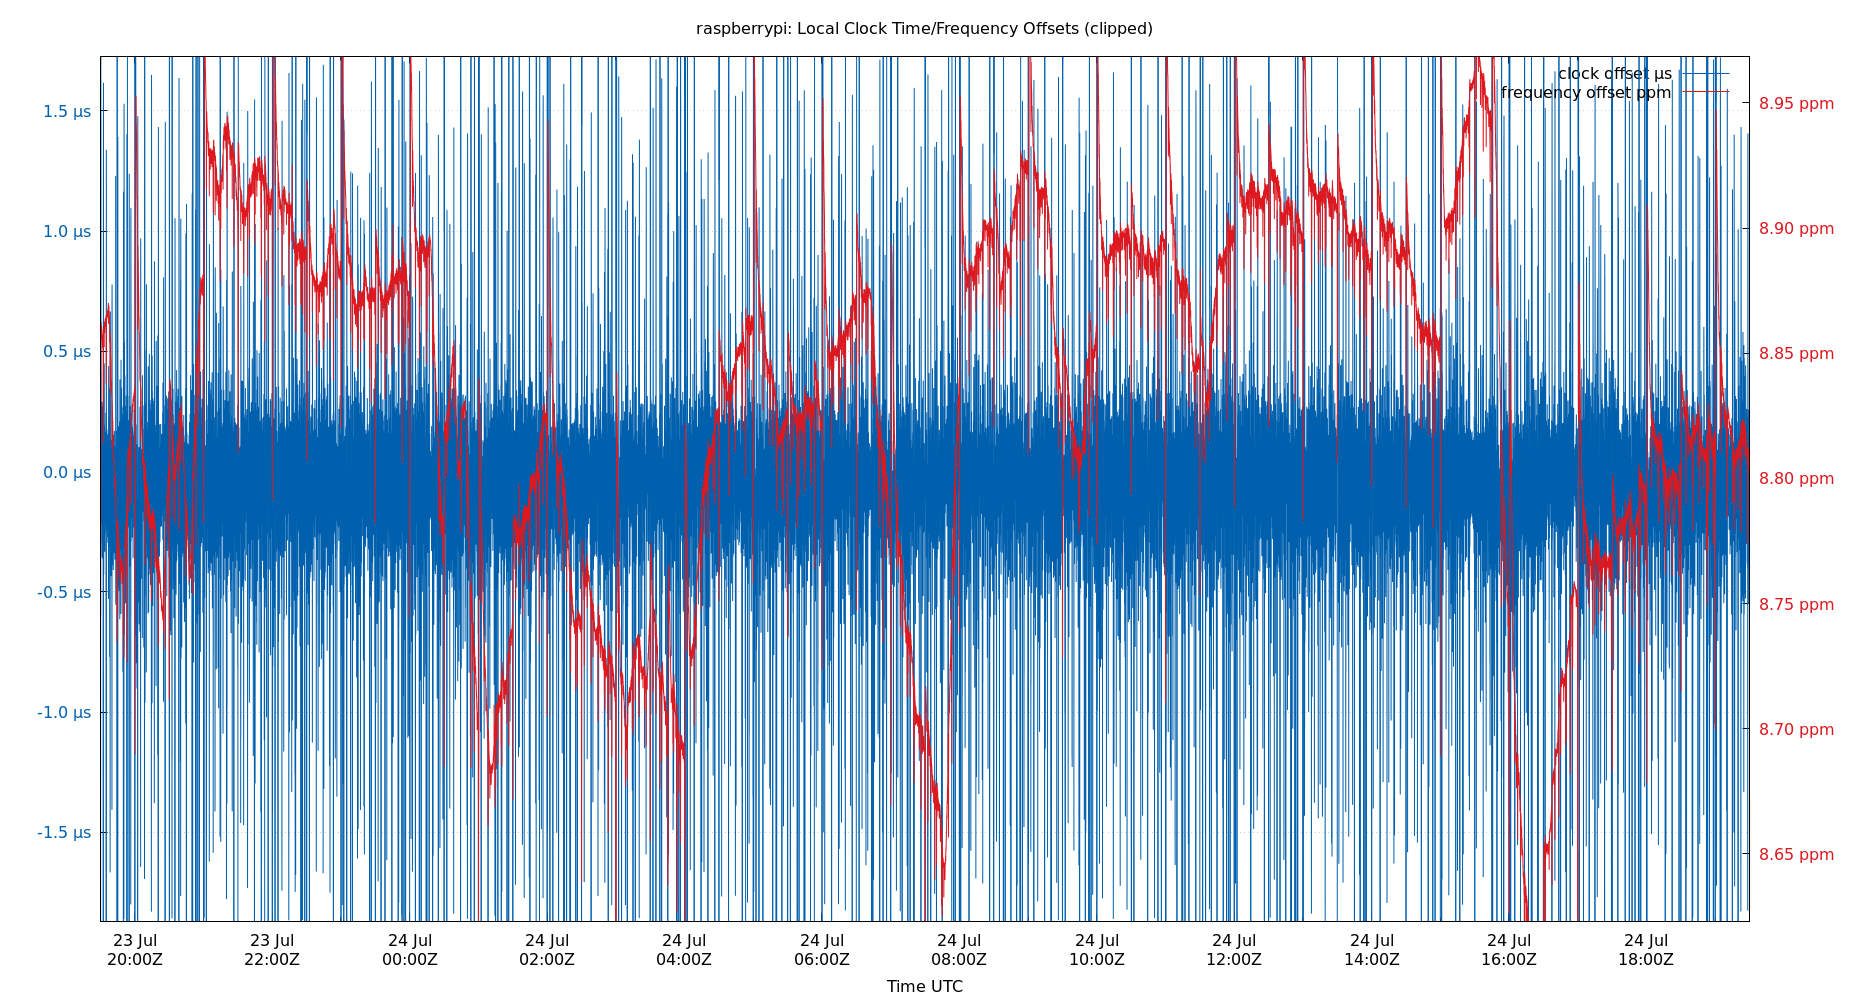 raspberrypi: Local Clock Time/Frequency Offsets (clipped)
clock offset µs
frequency offset ppm
1.5 µs
1.0 µs
0.5 µs
0.0 µs
-0.5 µs
-1.0 µs
-1.5 µs
8.95 ppm
8.90 ppm
8.85 ppm
8.80 ppm
8.75 ppm
8.70 ppm
8.65 ppm
23 Jul 23 Jul 24 Jul 24 Jul 24 Jul 24 Jul 24 Jul 24 Jul 24 Jul 24 Jul 24 Jul 24 Jul
20:00Z 22:00Z 00:00Z 02:00Z 04:00Z 06:00Z 08:00Z 10:00Z 12:00Z 14:00Z 16:00Z 18:00Z
Time UTC